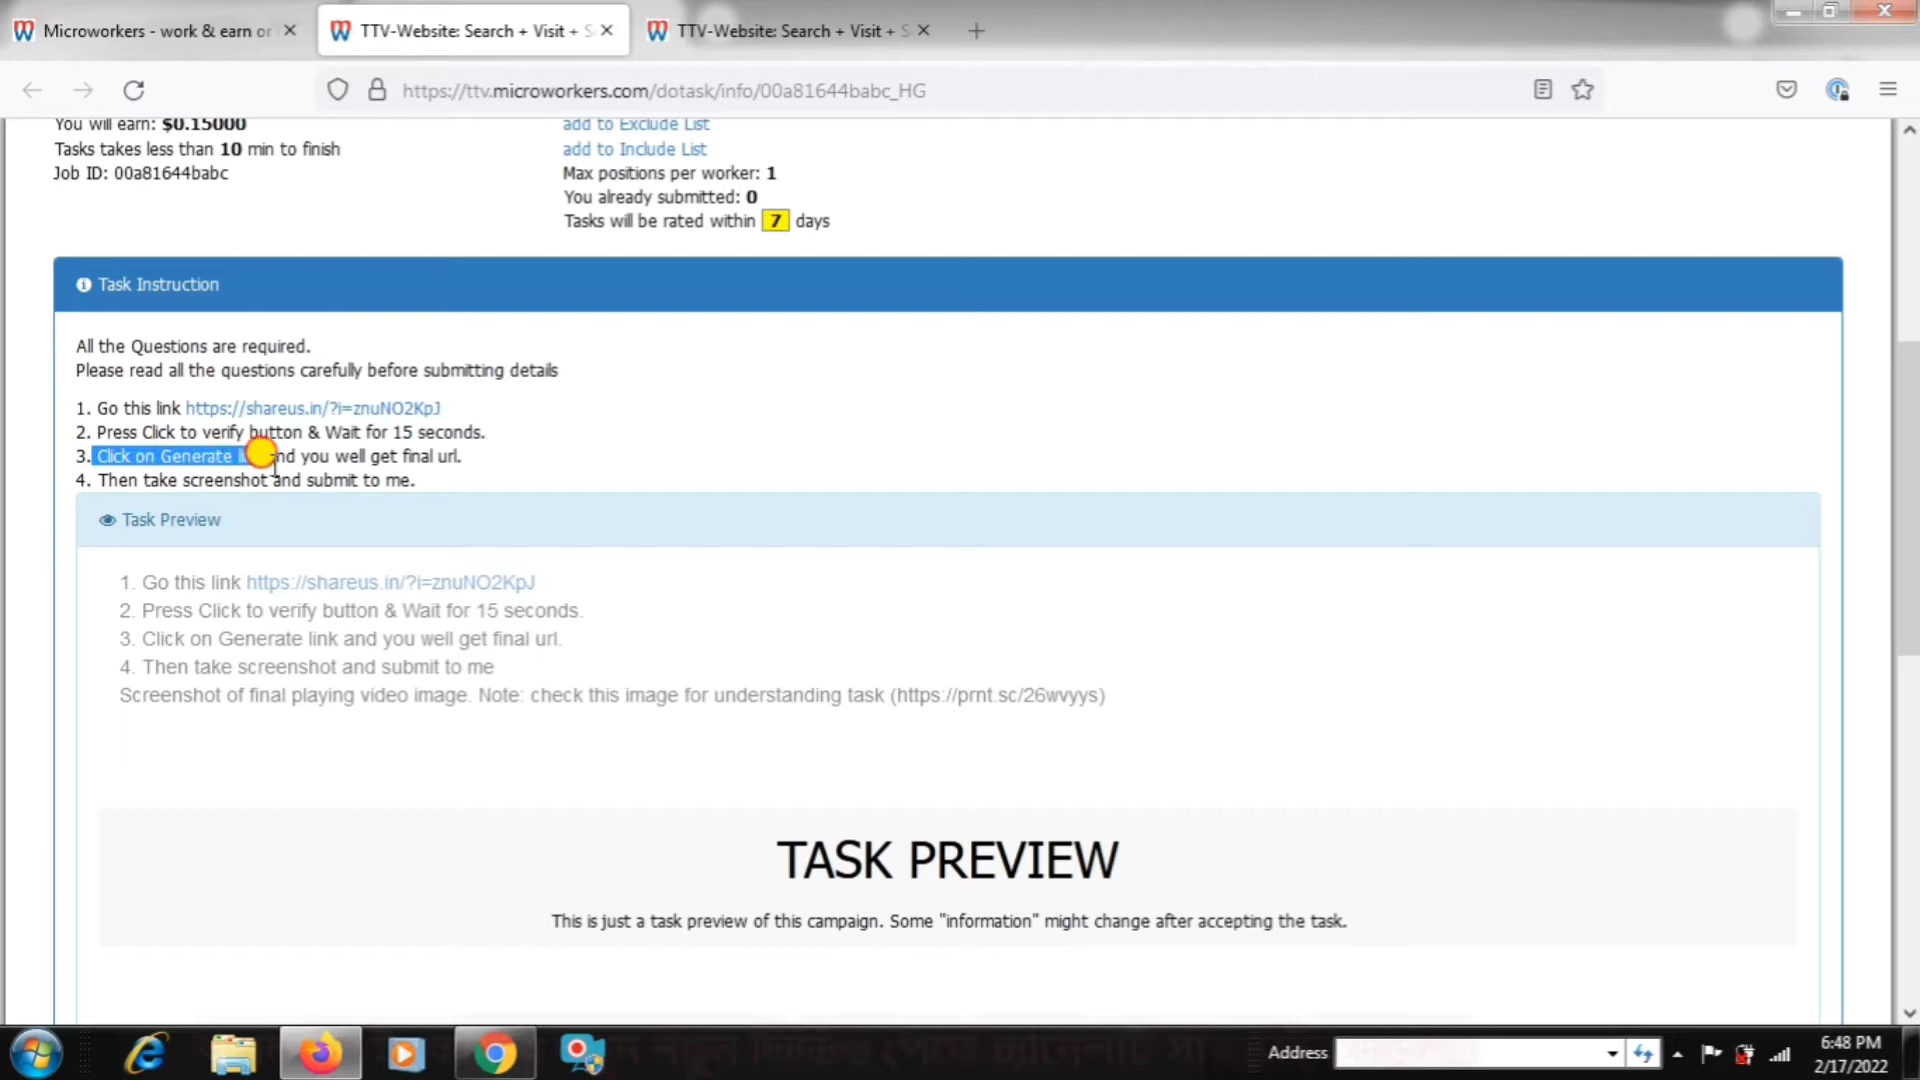 Microworkers - work & earn or
TTV-Website: Search + Visit + S
TTV-Website: Search + Visit + S
https://ttv.microworkers.com/dotask/info/00a81644babc_HG
You will earn: $0.15000
add to Exclude List
Tasks takes less than 10 min to finish
add to Include List
Job ID: 00a81644babc
Max positions per worker: 1
You already submitted: 0
Tasks will be rated within 7 days
Task Instruction
All the Questions are required.
Please read all the questions carefully before submitting details
1. Go this link https://shareus.in/?i=znuNO2KpJ
2. Press Click to verify button & Wait for 15 seconds.
3. Click on Generate and you well get final url.
4. Then take screenshot and submit to me.
Task Preview
1. Go this link https://shareus.in/?i=znuNO2KpJ
2. Press Click to verify button & Wait for 15 seconds.
3. Click on Generate link and you well get final url.
4. Then take screenshot and submit to me
Screenshot of final playing video image. Note: check this image for understanding task (https://prnt.sc/26wvyys)
TASK PREVIEW
This is just a task preview of this campaign. Some "information" might change after accepting the task.
Address
6:48 PM
2/17/2022